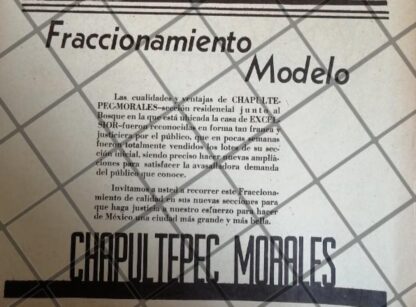 Fraccionamiento
Modelo
Las cualidades y ventajas de CHAPULTE-
PEC-MORALES—sección residencial junto al
Bosque en la que está ubicada la casa de EXCEL-
SIOR—fueron reconocidas en forma tan franca y
justiciera por el público, que en pocas semanas
fueron totalmente vendidos los lotes de su sec-
ción inicial, siendo preciso hacer nuevas amplia-
ciones para satisfacer la avasalladora demanda
del público que conoce.
Invitamos a usted a recorrer este Fracciona-
miento de calidad en sus nuevas secciones para
que haga justicia a nuestro esfuerzo para hacer
de México una ciudad más grande y más bella.
CHAPULTEPEC MORALES